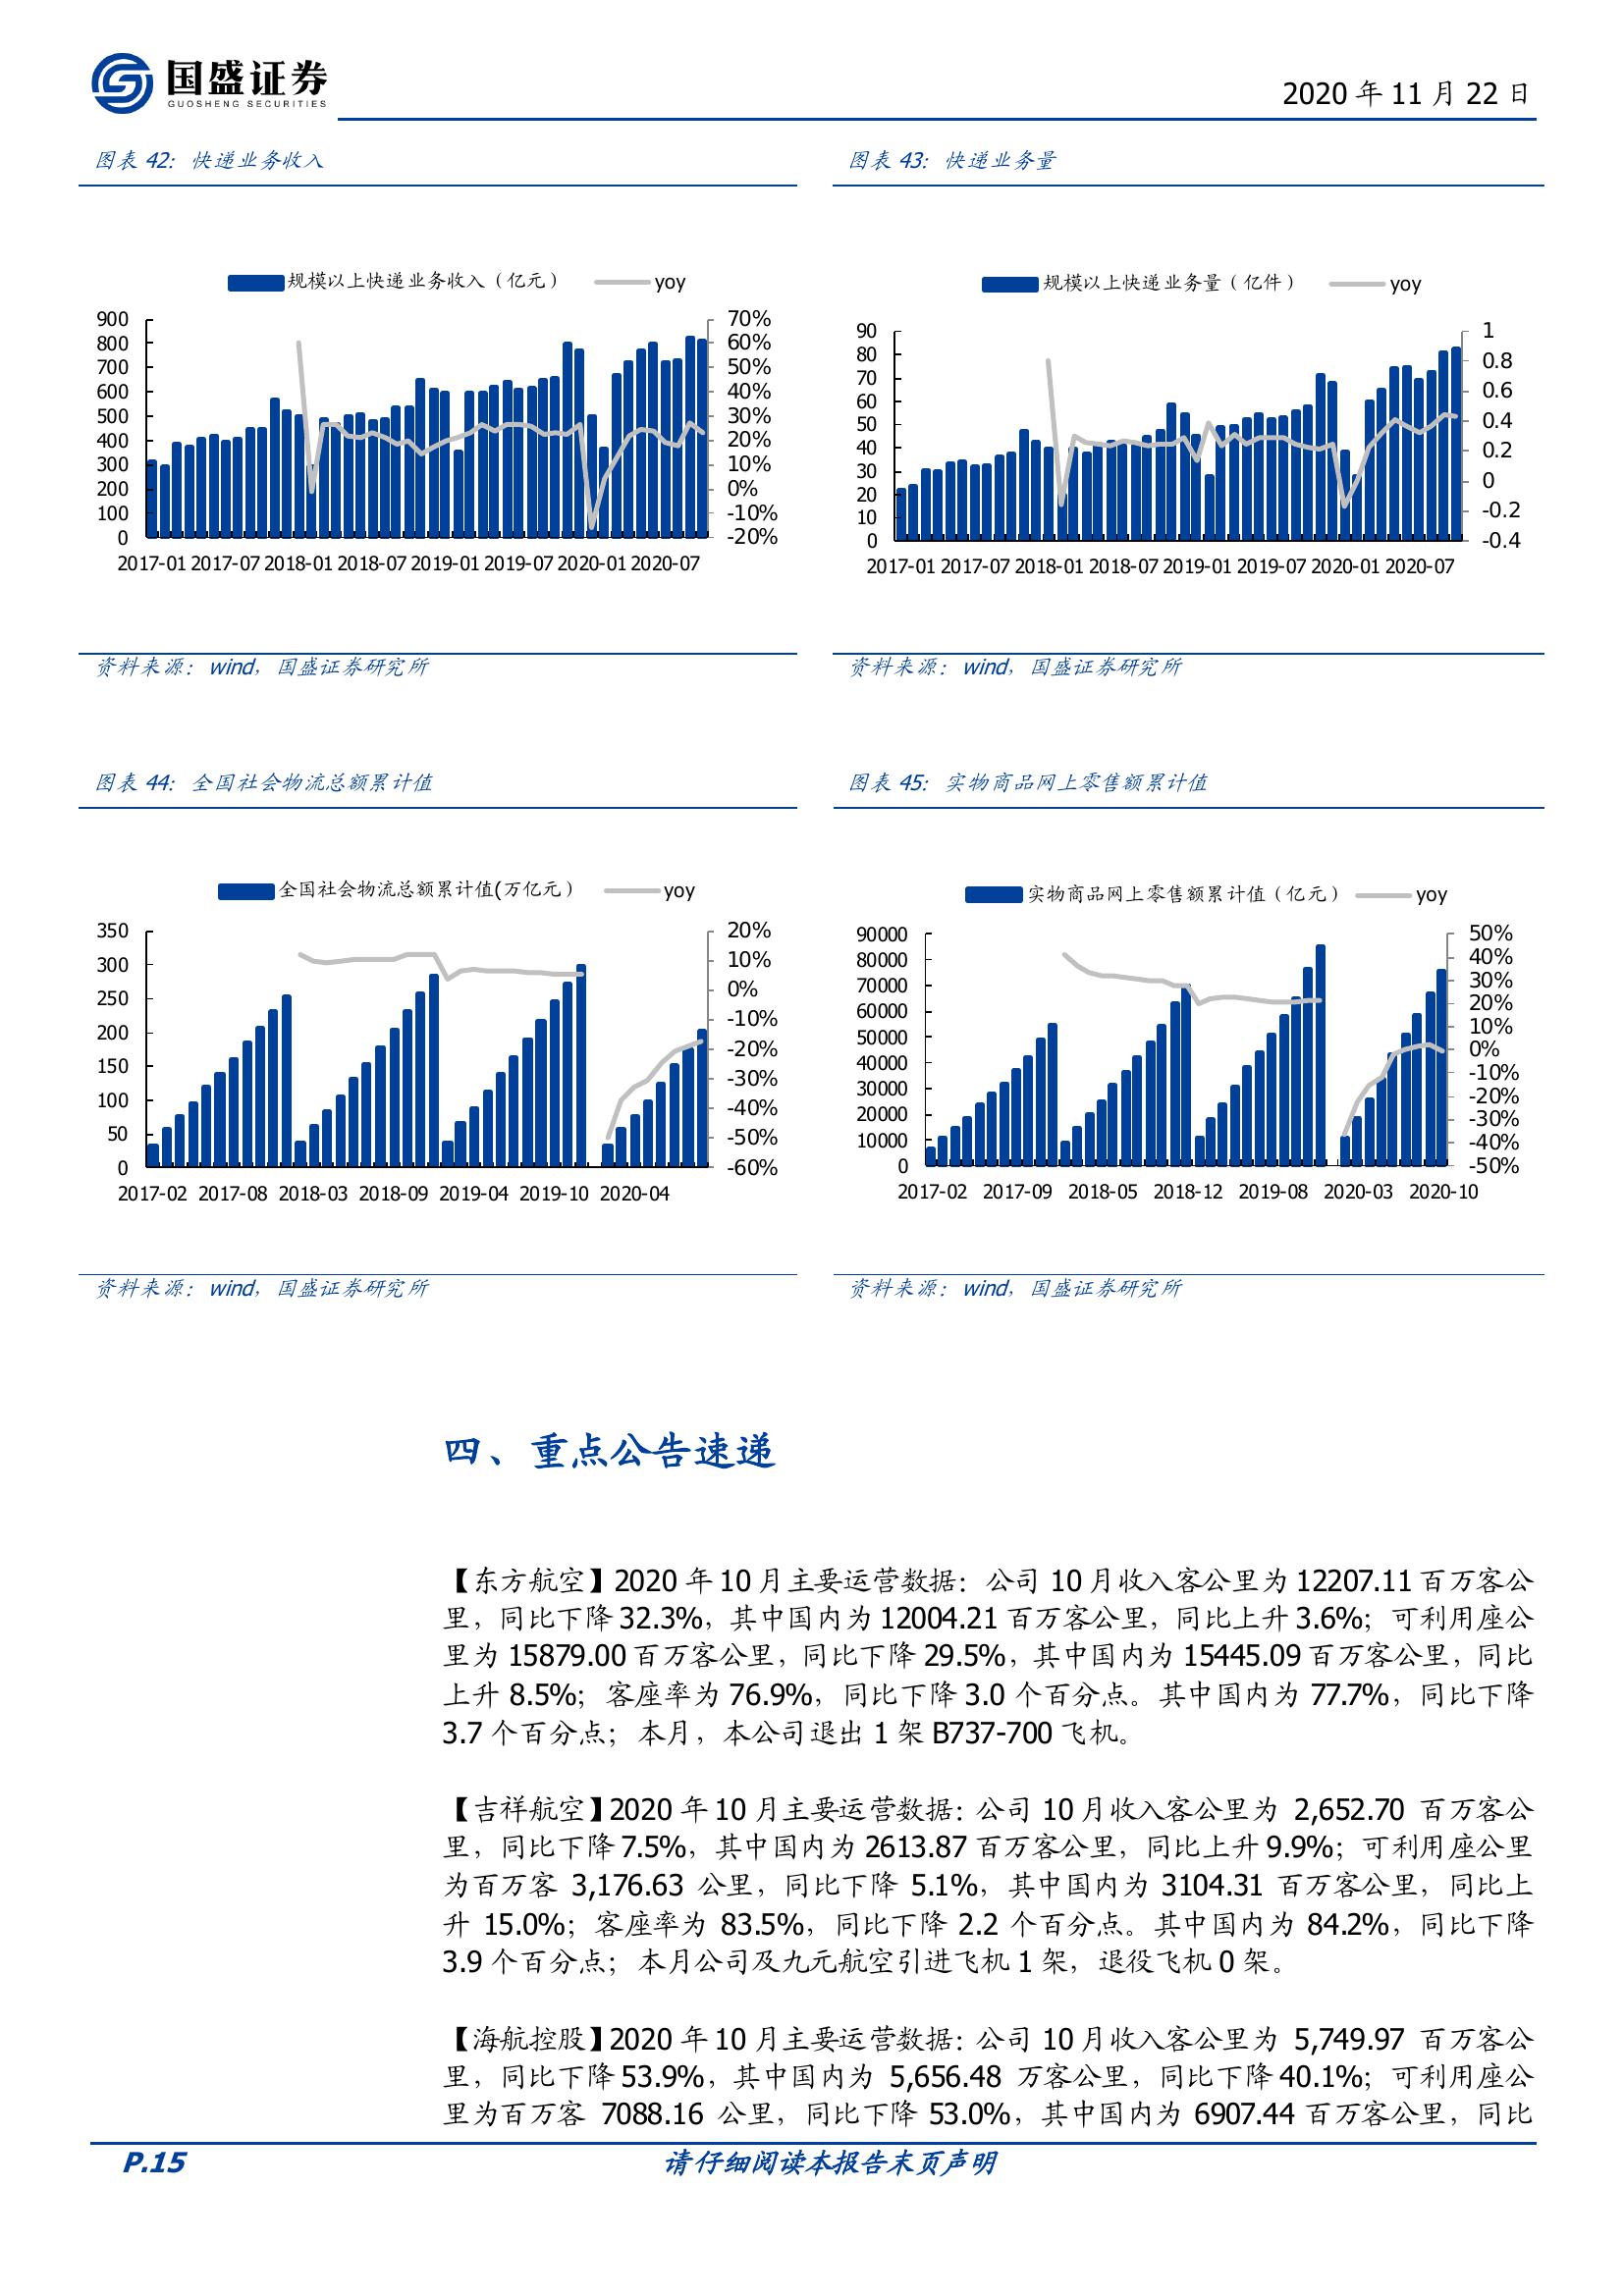 国盛证券
GUOSHENG SECURITIES
2020 年 11 月 22 日
图表 42：快递业务收入
规模以上快递业务收入（亿元） yoy
900
800
700
600
500
400
300
200
100
0
70%
60%
50%
40%
30%
20%
10%
0%
-10%
-20%
2017-01 2017-07 2018-01 2018-07 2019-01 2019-07 2020-01 2020-07
资料来源：wind，国盛证券研究所
图表 43：快递业务量
规模以上快递业务量（亿件） yoy
90
80
70
60
50
40
30
20
10
0
1
0.8
0.6
0.4
0.2
0
-0.2
-0.4
2017-01 2017-07 2018-01 2018-07 2019-01 2019-07 2020-01 2020-07
资料来源：wind，国盛证券研究所
图表 44：全国社会物流总额累计值
全国社会物流总额累计值(万亿元） yoy
350
300
250
200
150
100
50
0
20%
10%
0%
-10%
-20%
-30%
-40%
-50%
-60%
2017-02 2017-08 2018-03 2018-09 2019-04 2019-10 2020-04
资料来源：wind，国盛证券研究所
图表 45：实物商品网上零售额累计值
实物商品网上零售额累计值（亿元） yoy
90000
80000
70000
60000
50000
40000
30000
20000
10000
0
50%
40%
30%
20%
10%
0%
-10%
-20%
-30%
-40%
-50%
2017-02 2017-09 2018-05 2018-12 2019-08 2020-03 2020-10
资料来源：wind，国盛证券研究所
四、重点公告速递
【东方航空】2020 年 10 月主要运营数据：公司 10 月收入客公里为 12207.11 百万客公
里，同比下降 32.3%，其中国内为 12004.21 百万客公里，同比上升 3.6%；可利用座公
里为 15879.00 百万客公里，同比下降 29.5%，其中国内为 15445.09 百万客公里，同比
上升 8.5%；客座率为 76.9%，同比下降 3.0 个百分点。其中国内为 77.7%，同比下降
3.7 个百分点；本月，本公司退出 1 架 B737-700 飞机。
【吉祥航空】2020 年 10 月主要运营数据：公司 10 月收入客公里为 2,652.70 百万客公
里，同比下降 7.5%，其中国内为 2613.87 百万客公里，同比上升 9.9%；可利用座公里
为百万客 3,176.63 公里，同比下降 5.1%，其中国内为 3104.31 百万客公里，同比上
升 15.0%；客座率为 83.5%，同比下降 2.2 个百分点。其中国内为 84.2%，同比下降
3.9 个百分点；本月公司及九元航空引进飞机 1 架，退役飞机 0 架。
【海航控股】2020 年 10 月主要运营数据：公司 10 月收入客公里为 5,749.97 百万客公
里，同比下降 53.9%，其中国内为 5,656.48 万客公里，同比下降 40.1%；可利用座公
里为百万客 7088.16 公里，同比下降 53.0%，其中国内为 6907.44 百万客公里，同比
P.15
请仔细阅读本报告末页声明